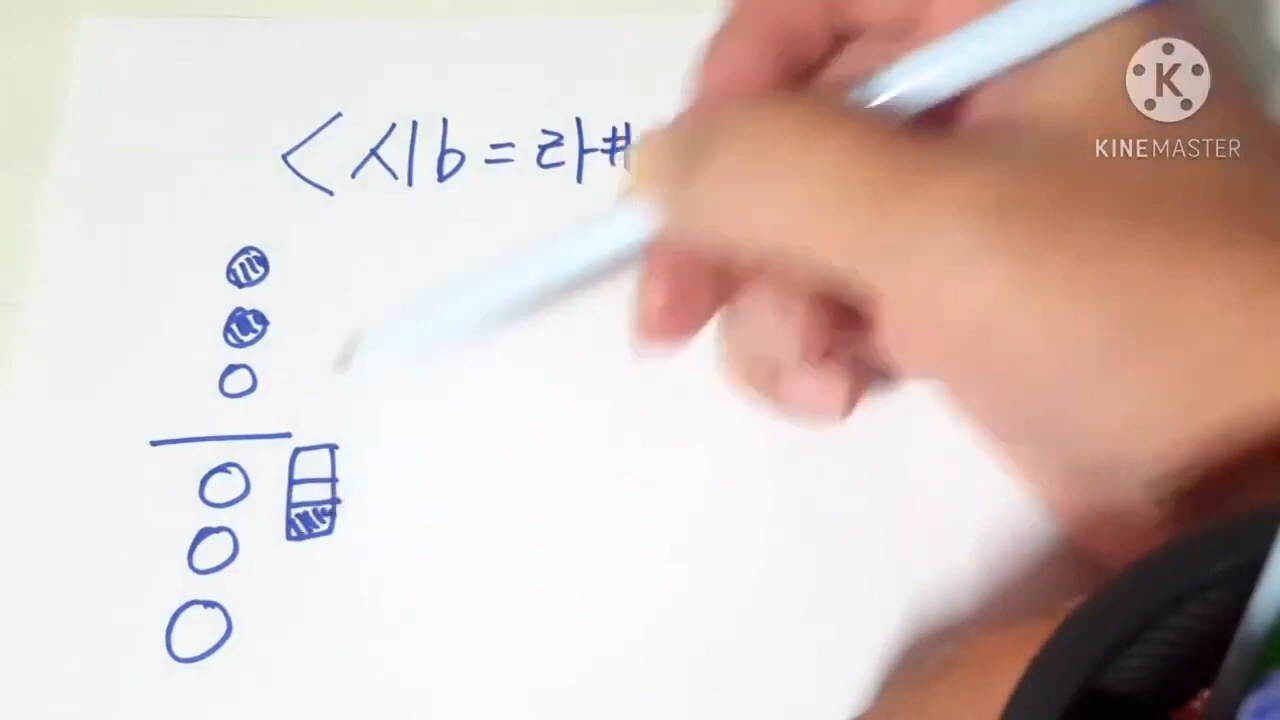 < 시b = 라#
KINEMASTER